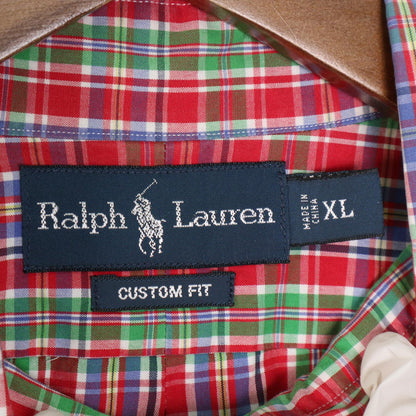 Ralph Lauren
MADE IN
CHINA
XL
CUSTOM FIT